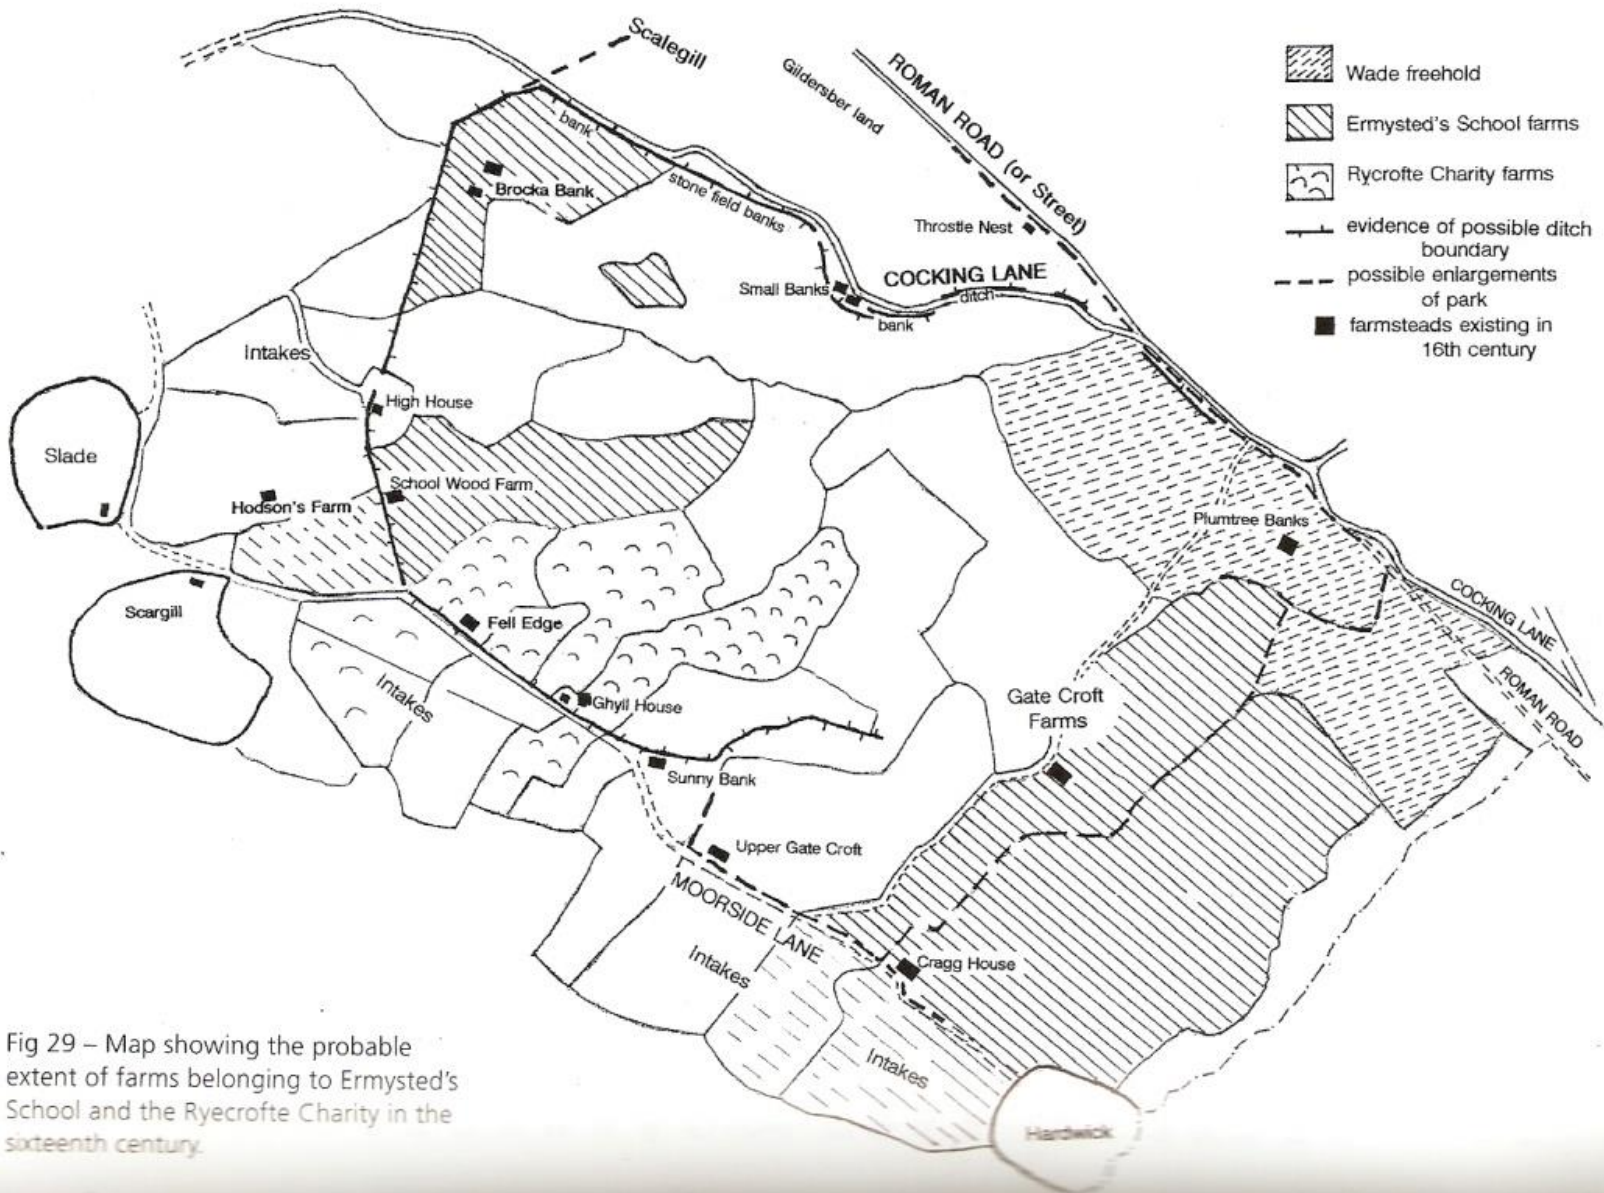 Scalegill
Gildersber land
ROMAN ROAD (or Street)
Wade freehold
Ermysted's School farms
Rycrofte Charity farms
evidence of possible ditch
boundary
possible enlargements
of park
farmsteads existing in
16th century
bank
Brocka Bank
stone field banks
Throstle Nest
COCKING LANE
Small Banks
ditch
bank
Intakes
High House
Slade
School Wood Farm
Hodson's Farm
Plumtree Banks
Scargill
Fell Edge
COCKING LANE
Intakes
Ghyll House
Gate Croft
Farms
ROMAN ROAD
Sunny Bank
Upper Gate Croft
MOORSIDE LANE
Intakes
Cragg House
Intakes
Hardwick
Fig 29 – Map showing the probable
extent of farms belonging to Ermysted's
School and the Ryecrofte Charity in the
sixteenth century.